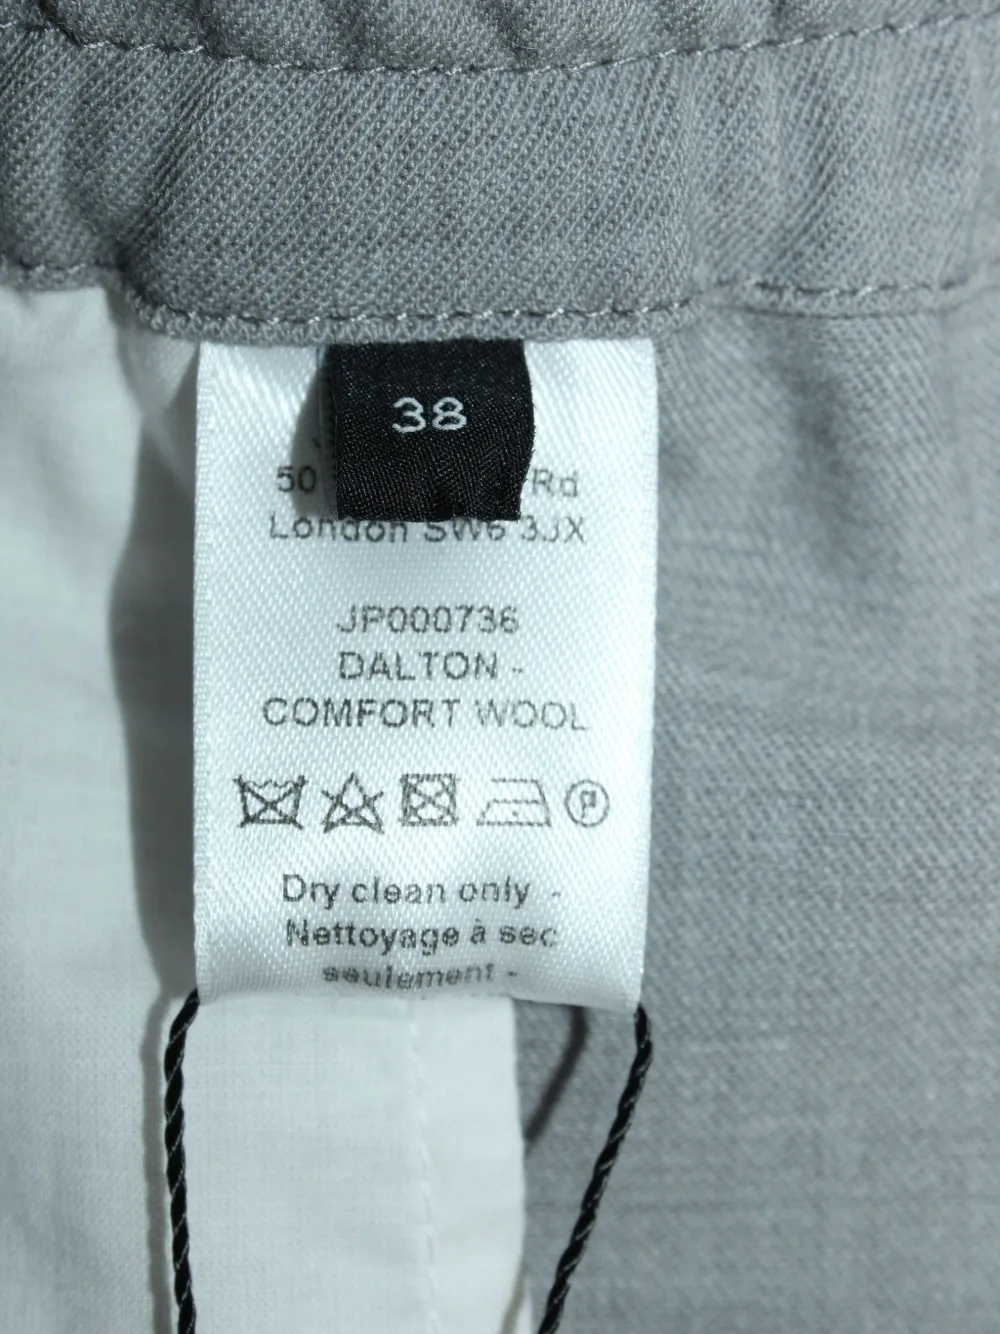 38
50 Rd
London SW6 3JX
JP000736
DALTON -
COMFORT WOOL
P
Dry clean only -
Nettoyage à sec
seulement -